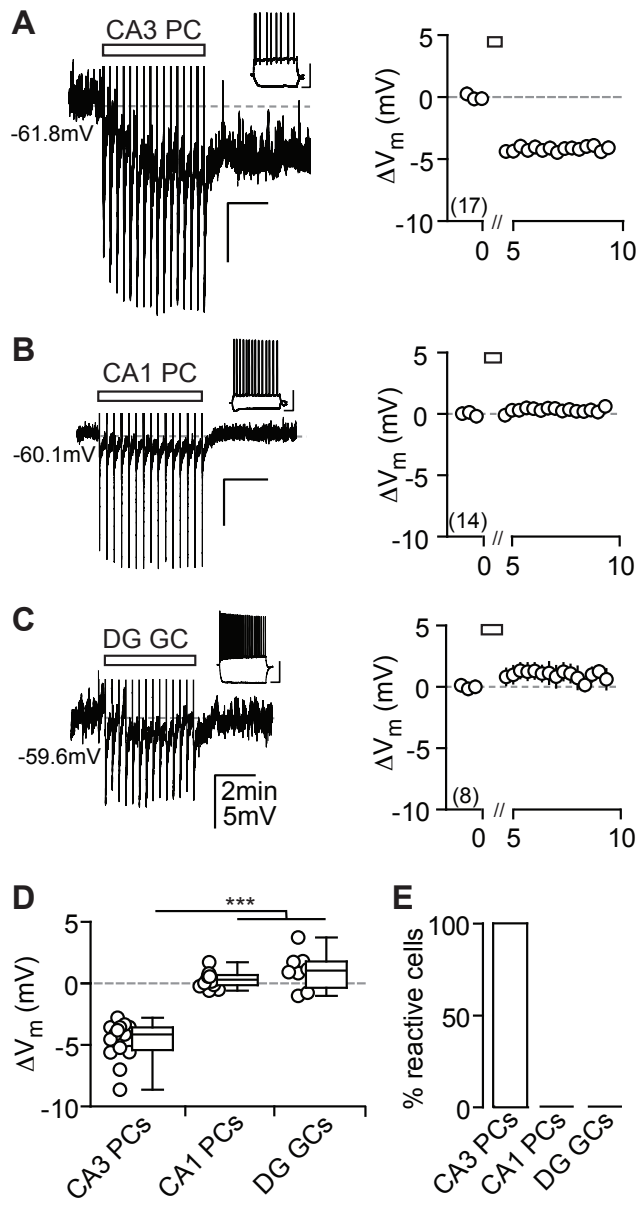 A
CA3 PC
-61.8mV
ΔVm (mV)
5
0
-5
-10
(17)
0 // 5 10
B
CA1 PC
-60.1mV
ΔVm (mV)
5
0
-5
-10
(14)
0 // 5 10
C
DG GC
-59.6mV
2min
5mV
ΔVm (mV)
5
0
-5
-10
(8)
0 // 5 10
D
***
ΔVm (mV)
5
0
-5
-10
CA3 PCs
CA1 PCs
DG GCs
E
% reactive cells
100
50
0
CA3 PCs
CA1 PCs
DG GCs